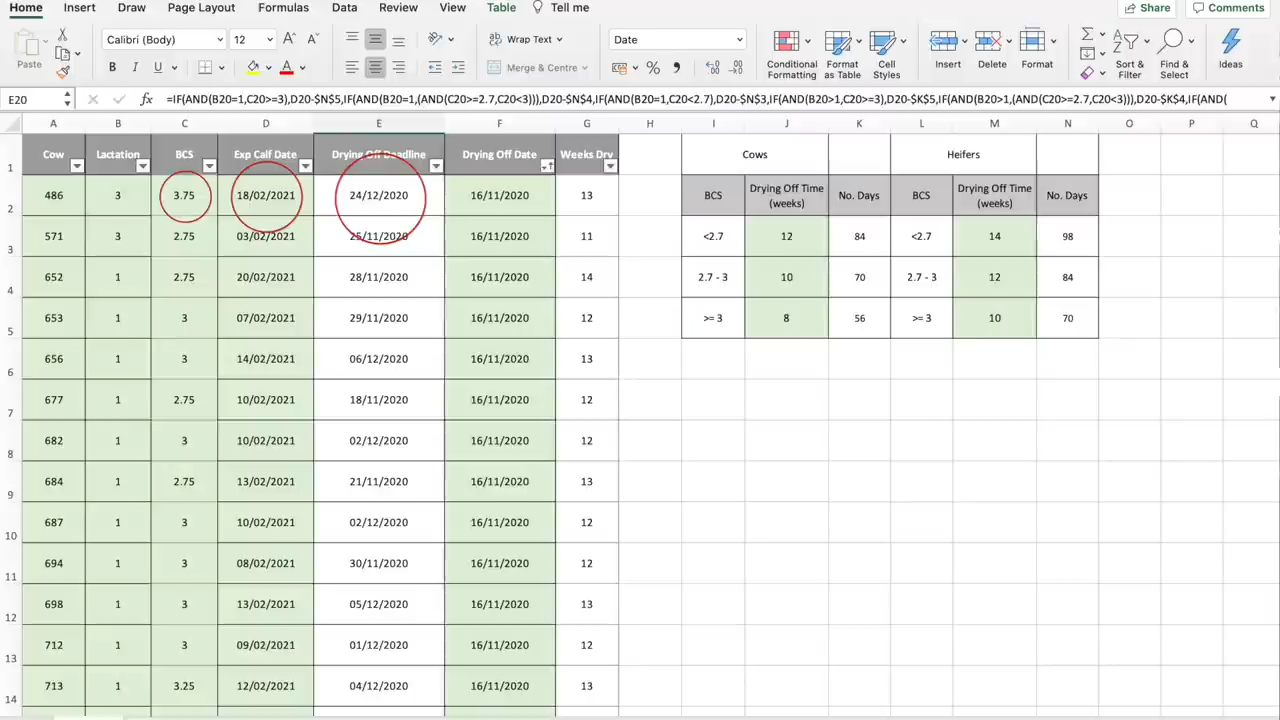 Home Insert Draw Page Layout Formulas Data Review View Table Tell me Share Comments
Paste Calibri (Body) 12 Wrap Text Date
B I U A Merge & Centre % Conditional Formatting Format as Table Cell Styles Insert Delete Format Sort & Filter Find & Select Ideas
E20 fx =IF(AND(B20=1,C20>=3),D20-$N$5,IF(AND(B20=1,(AND(C20>=2.7,C20<3))),D20-$N$4,IF(AND(B20=1,C20<2.7),D20-$N$3,IF(AND(B20>1,C20>=3),D20-$K$5,IF(AND(B20>1,(AND(C20>=2.7,C20<3))),D20-$K$4,IF(AND(
A B C D E F G H I J K L M N O P Q
1 Cow Lactation BCS Exp Calf Date Drying Off Deadline Drying Off Date Weeks Dry Cows Heifers
2 486 3 3.75 18/02/2021 24/12/2020 16/11/2020 13 BCS Drying Off Time (weeks) No. Days BCS Drying Off Time (weeks) No. Days
3 571 3 2.75 03/02/2021 25/11/2020 16/11/2020 11 <2.7 12 84 <2.7 14 98
4 652 1 2.75 20/02/2021 28/11/2020 16/11/2020 14 2.7 - 3 10 70 2.7 - 3 12 84
5 653 1 3 07/02/2021 29/11/2020 16/11/2020 12 >= 3 8 56 >= 3 10 70
6 656 1 3 14/02/2021 06/12/2020 16/11/2020 13
7 677 1 2.75 10/02/2021 18/11/2020 16/11/2020 12
8 682 1 3 10/02/2021 02/12/2020 16/11/2020 12
9 684 1 2.75 13/02/2021 21/11/2020 16/11/2020 13
10 687 1 3 10/02/2021 02/12/2020 16/11/2020 12
11 694 1 3 08/02/2021 30/11/2020 16/11/2020 12
12 698 1 3 13/02/2021 05/12/2020 16/11/2020 13
13 712 1 3 09/02/2021 01/12/2020 16/11/2020 12
14 713 1 3.25 12/02/2021 04/12/2020 16/11/2020 13